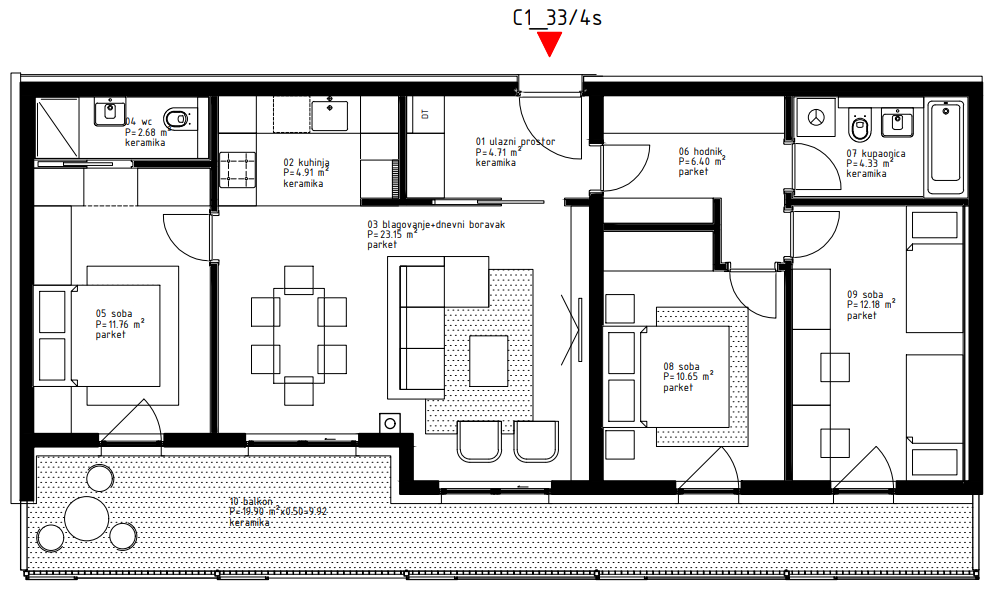 C1_33/4s
04 wc
P=2.68 m²
keramika
02 kuhinja
P=4.91 m²
keramika
DT
01 ulazni prostor
P=4.71 m²
keramika
06 hodnik
P=6.40 m²
parket
07 kupaonica
P=4.33 m²
keramika
03 blagovanje+dnevni boravak
P=23.15 m²
parket
05 soba
P=11.76 m²
parket
09 soba
P=12.18 m²
parket
08 soba
P=10.65 m²
parket
10 balkon
P=19.90 m²x0.50=9.92
keramika